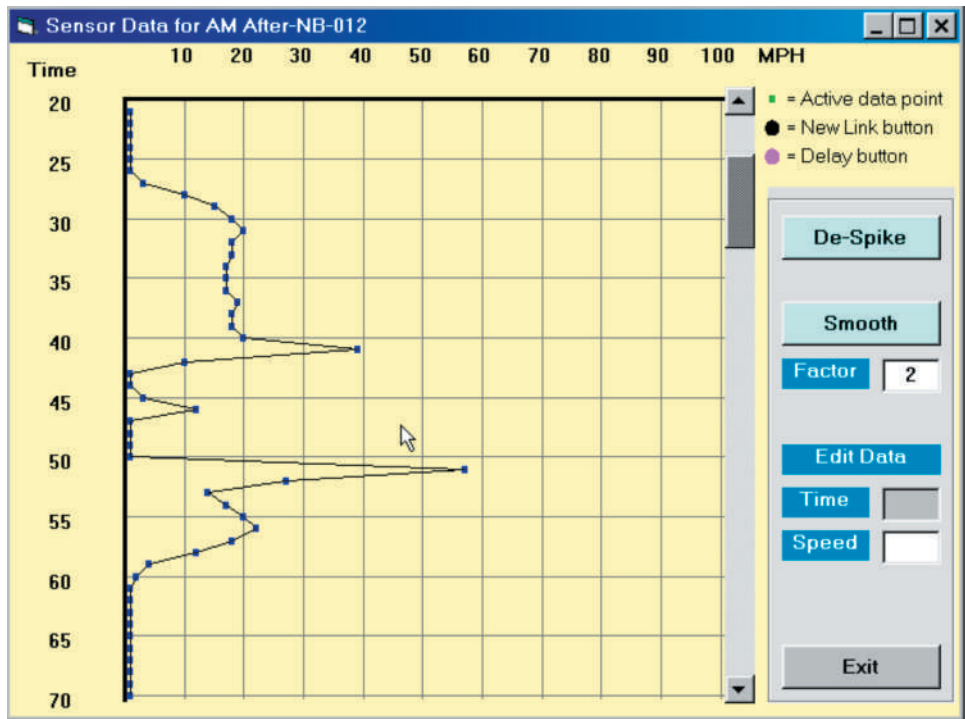 Sensor Data for AM After-NB-012
10 20 30 40 50 60 70 80 90 100 MPH
Time
20
25
30
35
40
45
50
55
60
65
70
= Active data point
= New Link button
= Delay button
De-Spike
Smooth
Factor 2
Edit Data
Time
Speed
Exit